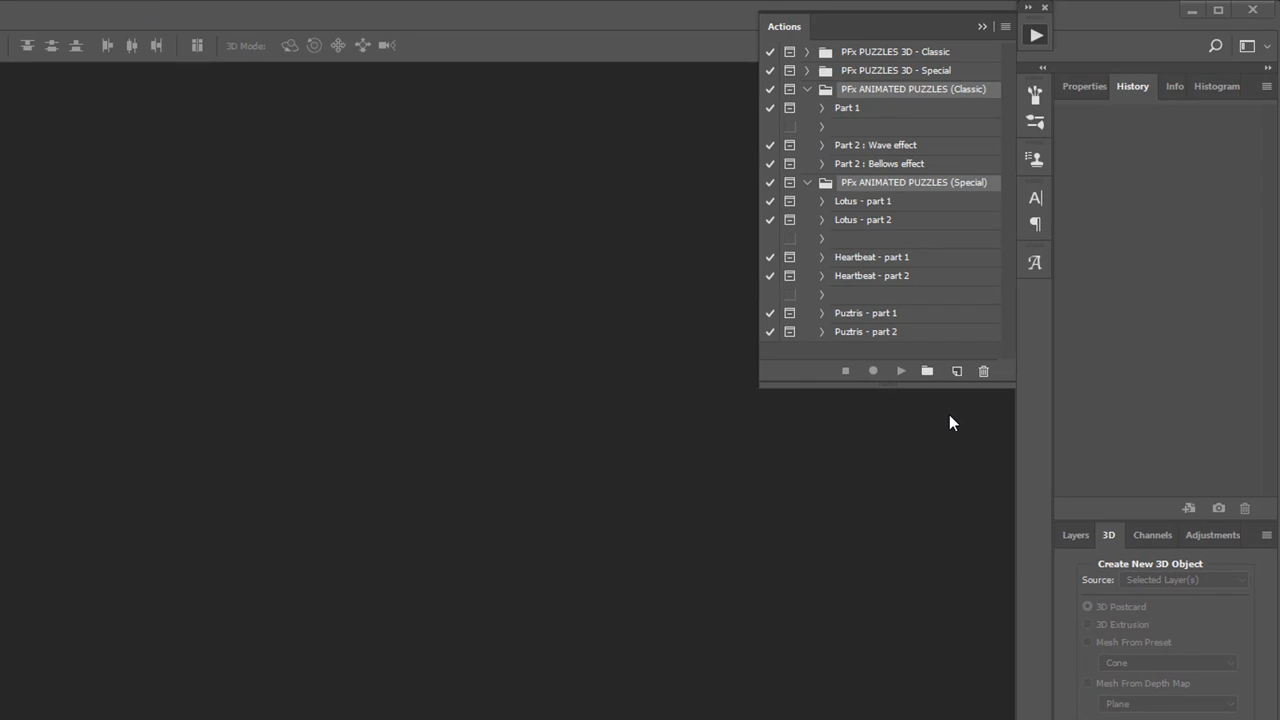 Actions
PFx PUZZLES 3D - Classic
PFx PUZZLES 3D - Special
PFx ANIMATED PUZZLES (Classic)
Part 1
Part 2 : Wave effect
Part 2 : Bellows effect
PFx ANIMATED PUZZLES (Special)
Lotus - part 1
Lotus - part 2
Heartbeat - part 1
Heartbeat - part 2
Puztris - part 1
Puztris - part 2
3D Mode:
Properties History Info Histogram
Layers 3D Channels Adjustments
Create New 3D Object
Source: Selected Layer(s)
3D Postcard
3D Extrusion
Mesh From Preset
Cone
Mesh From Depth Map
Plane